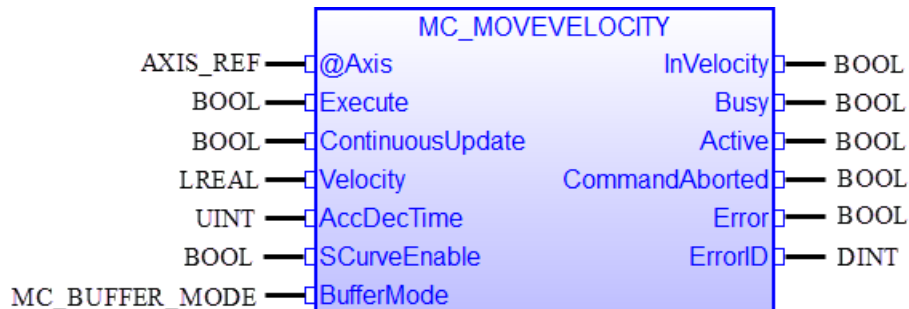 MC_MOVEVELOCITY
AXIS_REF @Axis InVelocity BOOL
BOOL Execute Busy BOOL
BOOL ContinuousUpdate Active BOOL
LREAL Velocity CommandAborted BOOL
UINT AccDecTime Error BOOL
BOOL SCurveEnable ErrorID DINT
MC_BUFFER_MODE BufferMode